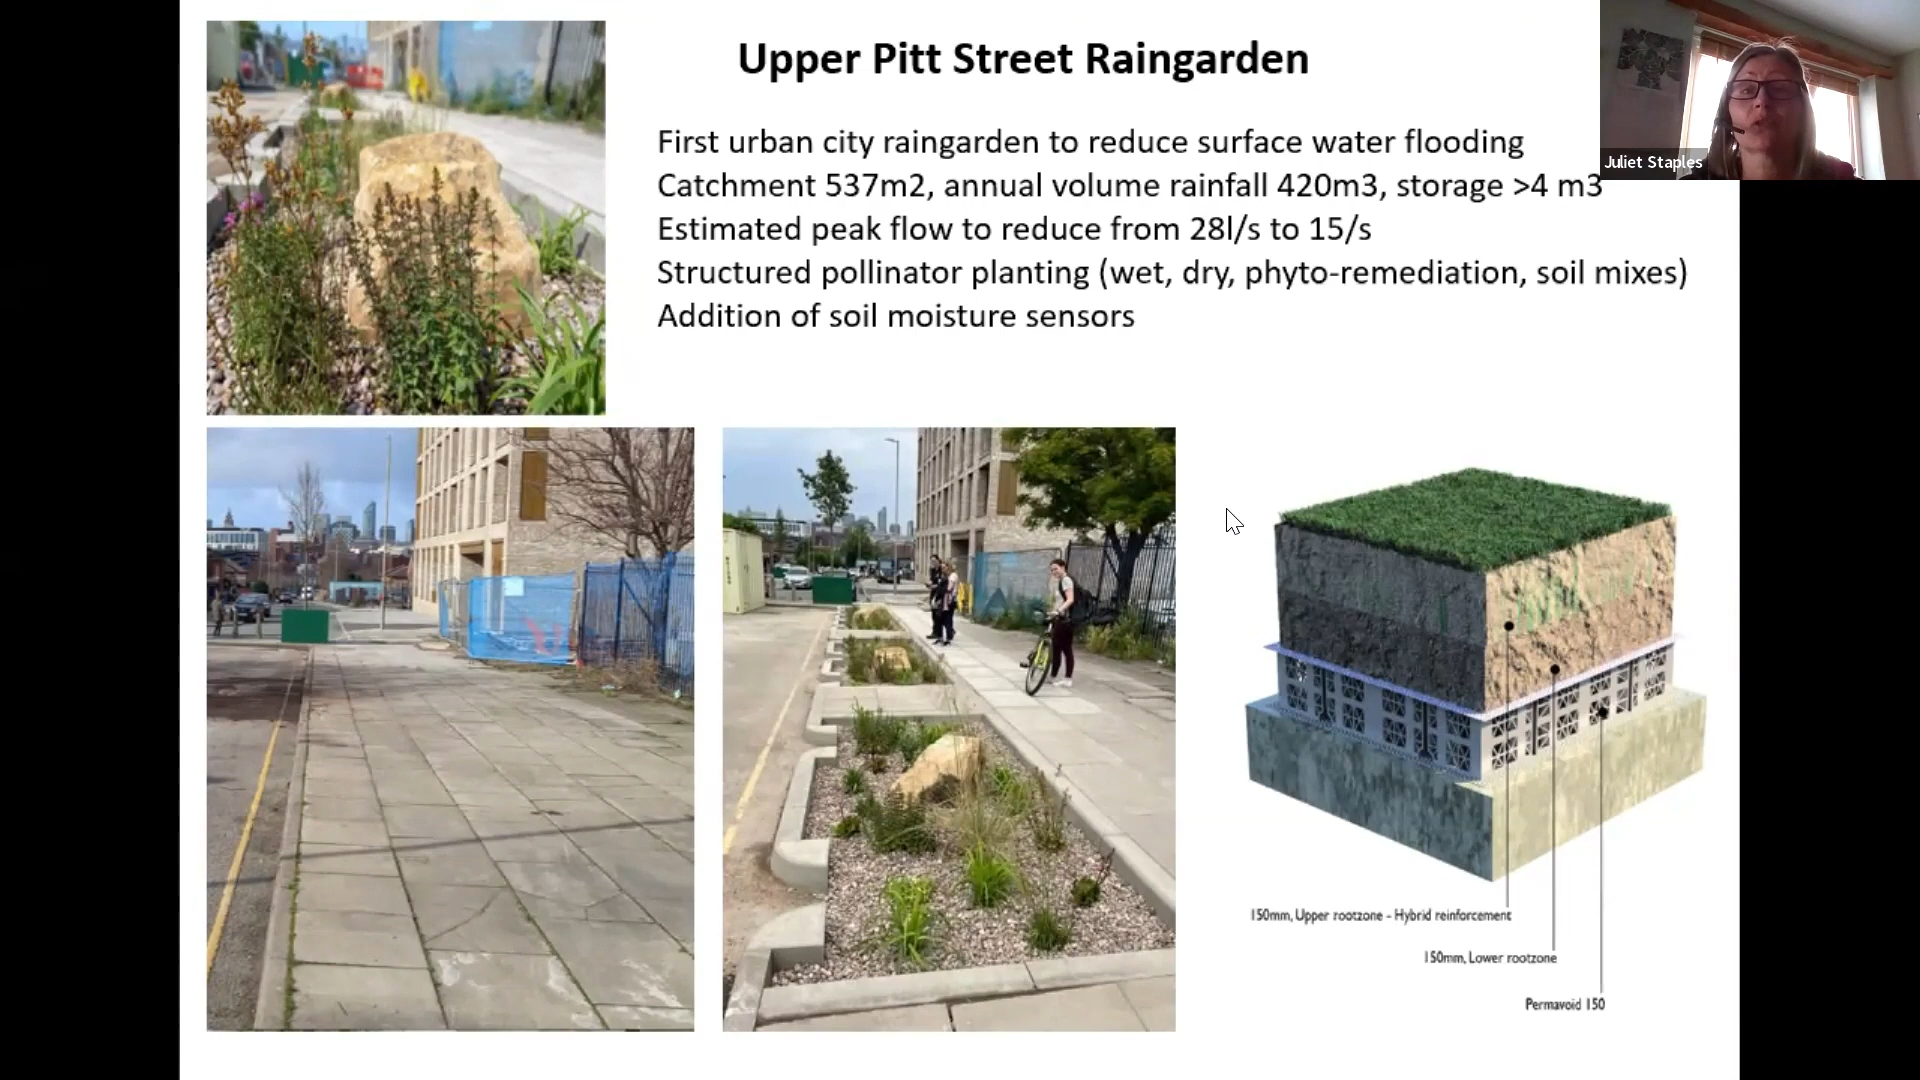 Upper Pitt Street Raingarden
Juliet Staples
First urban city raingarden to reduce surface water flooding
Catchment 537m2, annual volume rainfall 420m3, storage >4 m3
Estimated peak flow to reduce from 28l/s to 15/s
Structured pollinator planting (wet, dry, phyto-remediation, soil mixes)
Addition of soil moisture sensors
150mm, Upper rootzone - Hybrid reinforcement
150mm, Lower rootzone
Permavoid 150